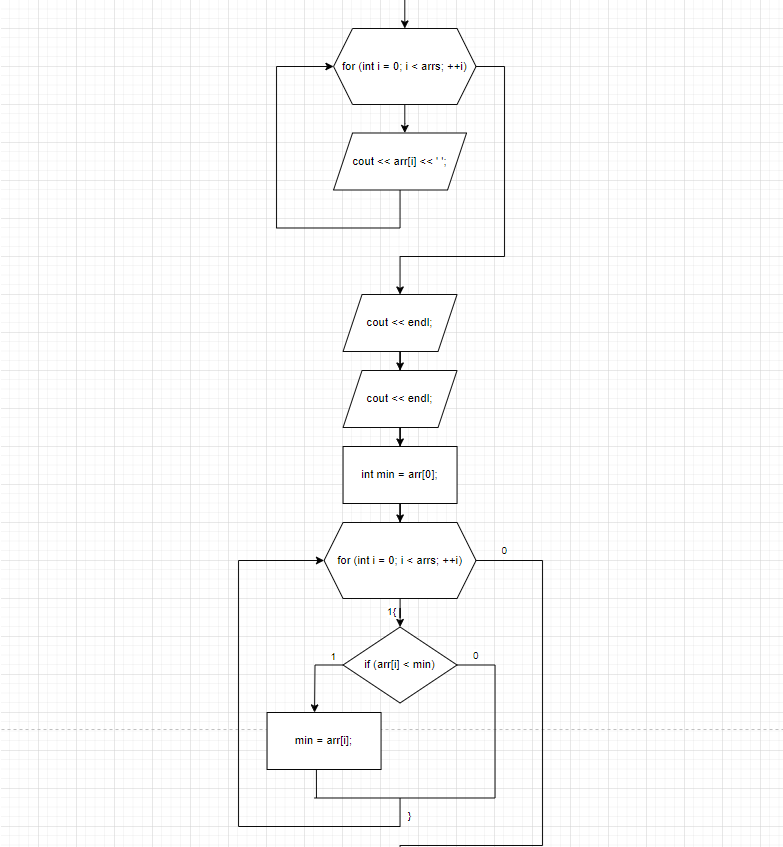 for (int i = 0; i < arrs; ++i)
cout << arr[i] << ' ';
cout << endl;
cout << endl;
int min = arr[0];
for (int i = 0; i < arrs; ++i)
0
1{
if (arr[i] < min)
1
0
min = arr[i];
}